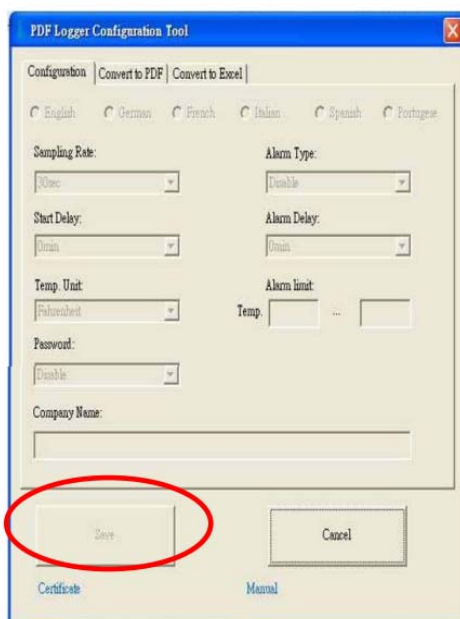 PDF Logger Configuration Tool
Configuration Convert to PDF Convert to Excel
English German French Italian Spanish Portugese
Sampling Rate: Alarm Type:
30sec Disable
Start Delay: Alarm Delay:
0min 0min
Temp. Unit: Alarm limit:
Fahrenheit Temp. ...
Password:
Disable
Company Name:
Save Cancel
Certificate Manual